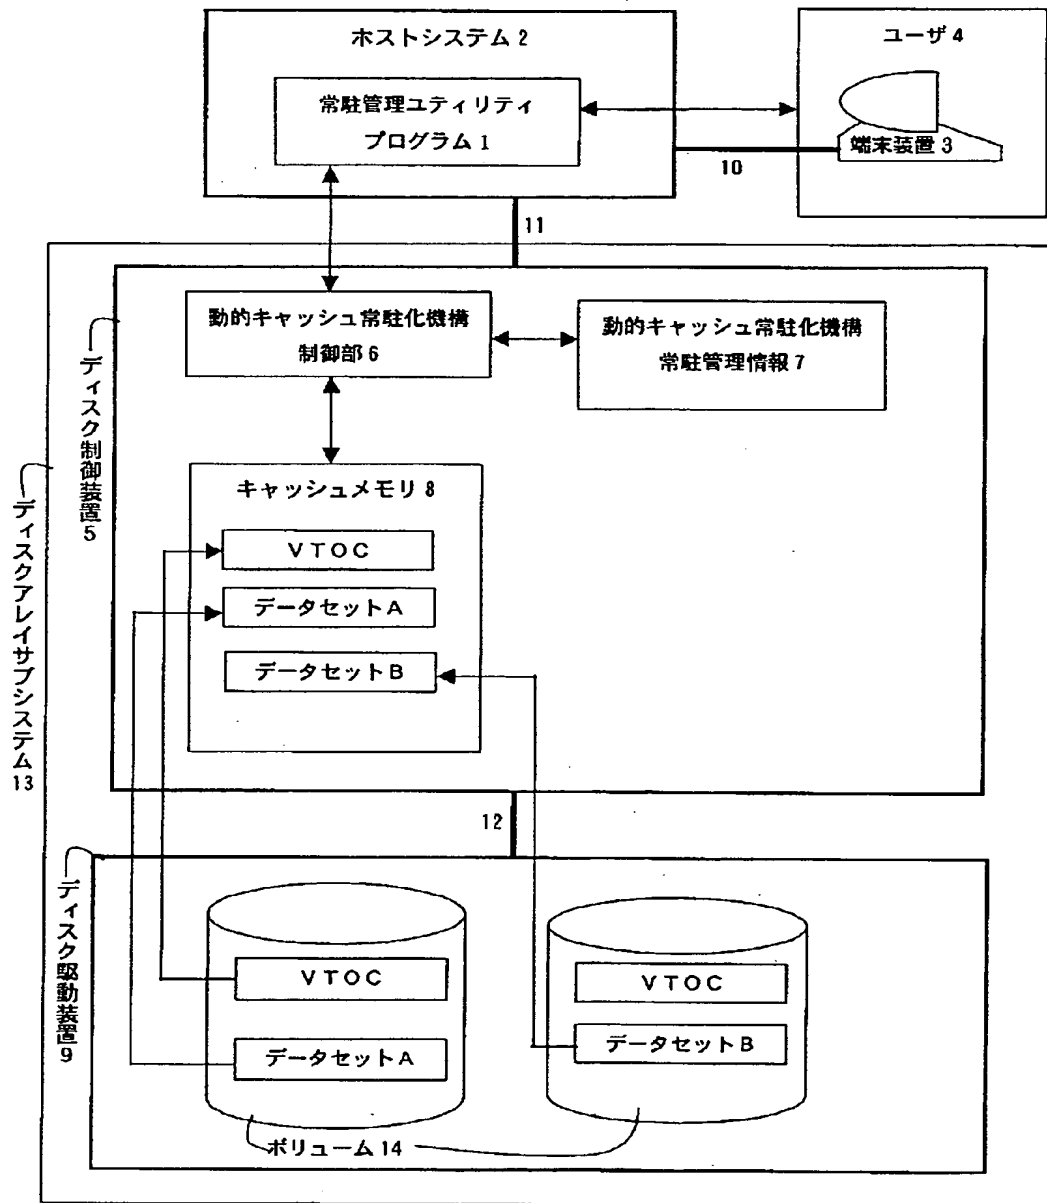 ホストシステム2
常駐管理ユティリティ
プログラム1
ユーザ4
端末装置3
10
11
動的キャッシュ常駐化機構
制御部6
動的キャッシュ常駐化機構
常駐管理情報7
ディスク制御装置5
キャッシュメモリ8
VTOC
データセットA
データセットB
ディスクアレイサブシステム13
12
ディスク駆動装置9
VTOC
データセットA
VTOC
データセットB
ボリューム14